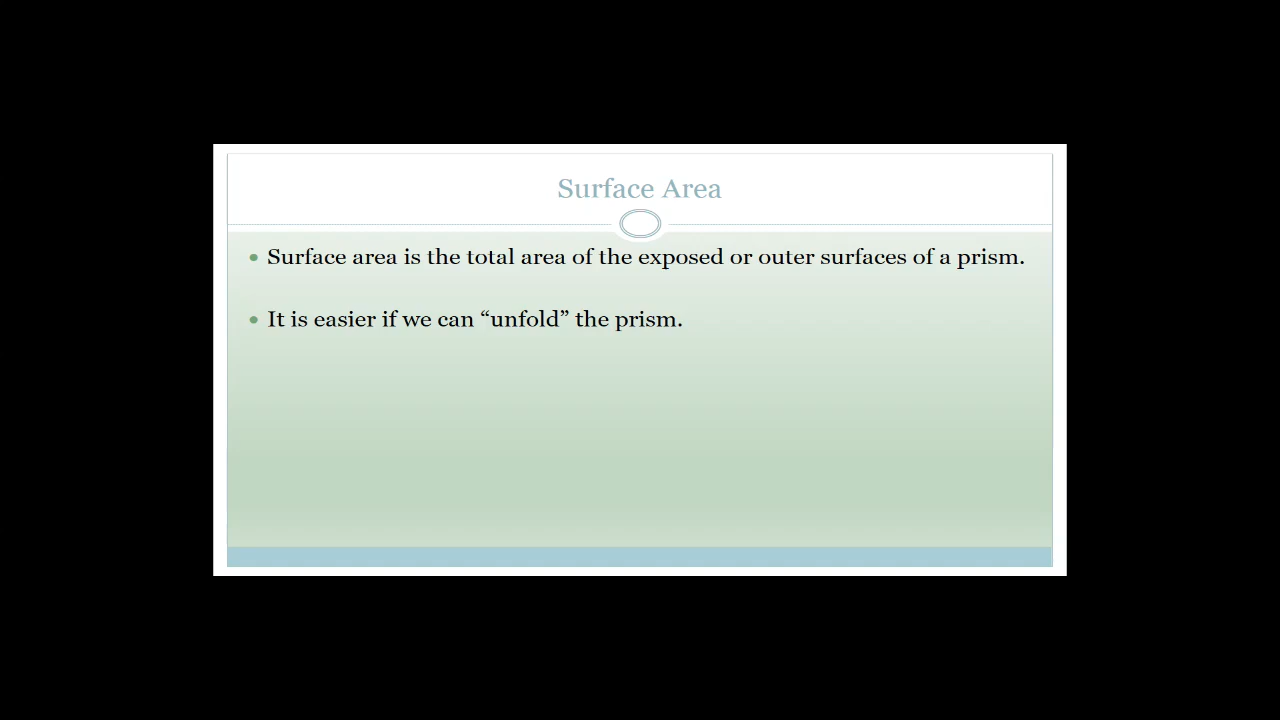 Surface Area
• Surface area is the total area of the exposed or outer surfaces of a prism.
• It is easier if we can “unfold” the prism.